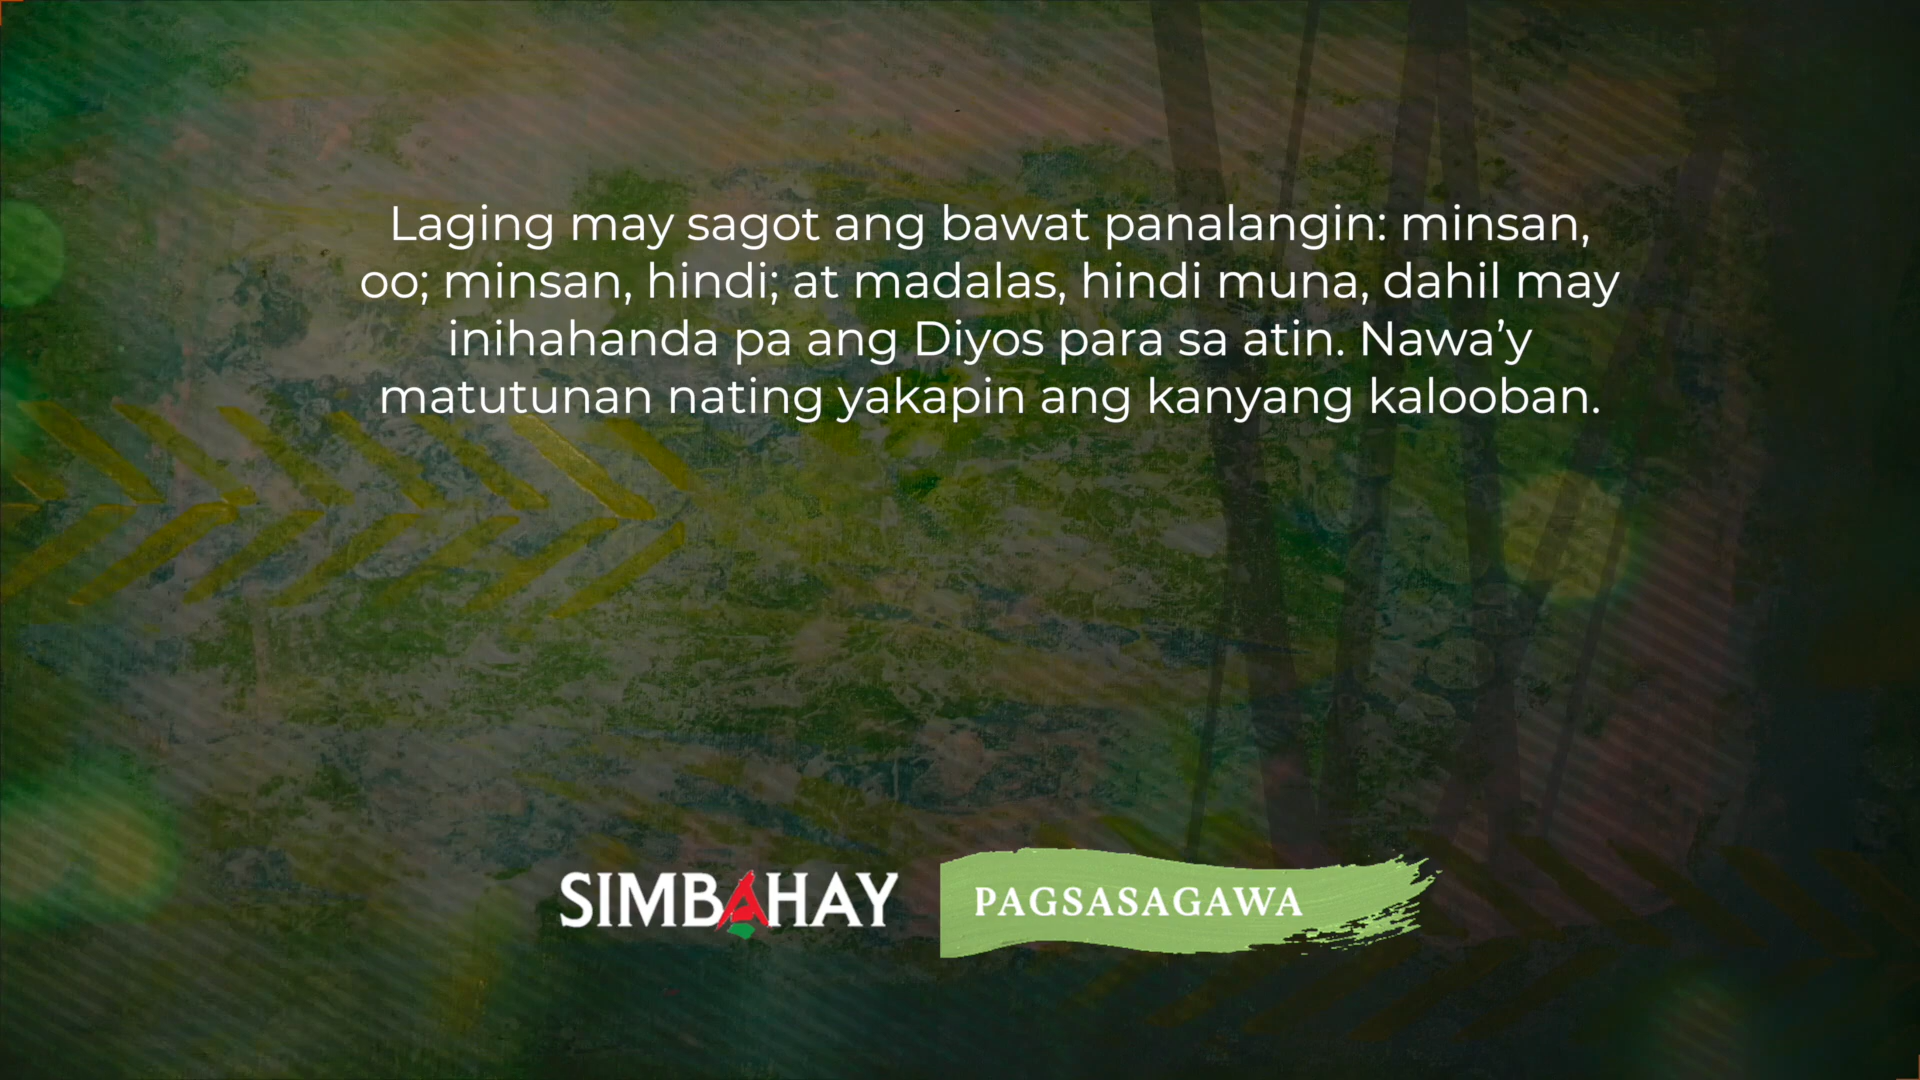 Laging may sagot ang bawat panalangin: minsan,
oo; minsan, hindi; at madalas, hindi muna, dahil may
inihahanda pa ang Diyos para sa atin. Nawa’y
matutunan nating yakapin ang kanyang kalooban.
SIMBAHAY
PAGSASAGAWA